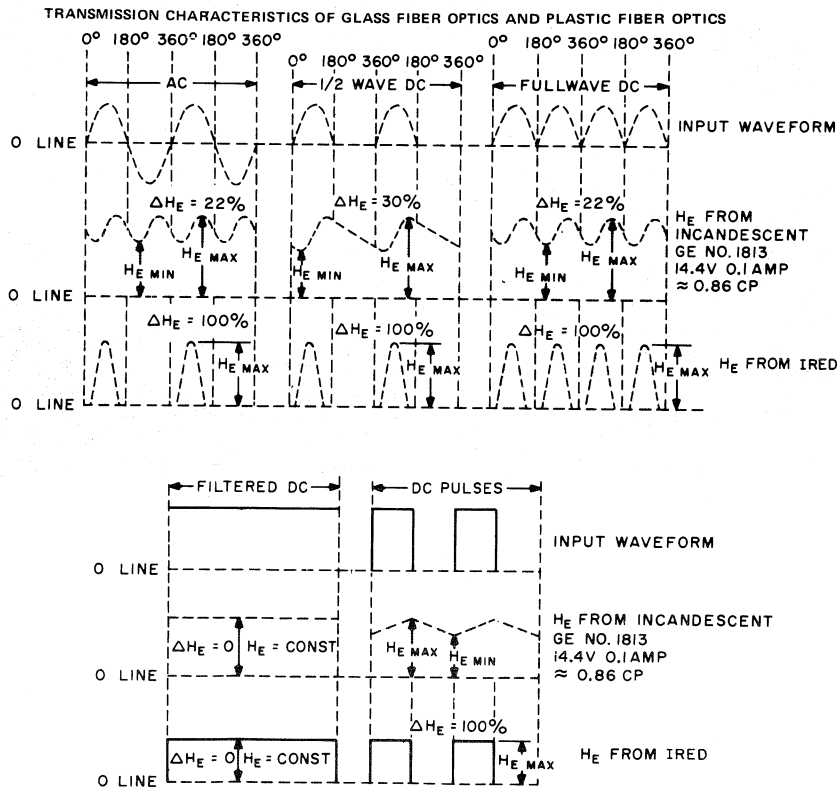 TRANSMISSION CHARACTERISTICS OF GLASS FIBER OPTICS AND PLASTIC FIBER OPTICS
0° 180° 360° 180° 360°
0° 180° 360° 180° 360°
0° 180° 360° 180° 360°
AC
1/2 WAVE DC
FULLWAVE DC
INPUT WAVEFORM
0 LINE
ΔHE = 22%
ΔHE = 30%
ΔHE = 22%
HE FROM
INCANDESCENT
GE NO. 1813
14.4V 0.1 AMP
≈ 0.86 CP
HE MIN
HE MAX
HE MIN
HE MAX
HE MIN
HE MAX
0 LINE
ΔHE = 100%
ΔHE = 100%
ΔHE = 100%
HE MAX
HE MAX
HE MAX
HE FROM IRED
0 LINE
FILTERED DC
DC PULSES
INPUT WAVEFORM
0 LINE
HE FROM INCANDESCENT
GE NO. 1813
14.4V 0.1 AMP
≈ 0.86 CP
ΔHE = 0 HE = CONST
HE MAX
HE MIN
0 LINE
ΔHE = 100%
ΔHE = 0 HE = CONST
HE MAX
HE FROM IRED
0 LINE